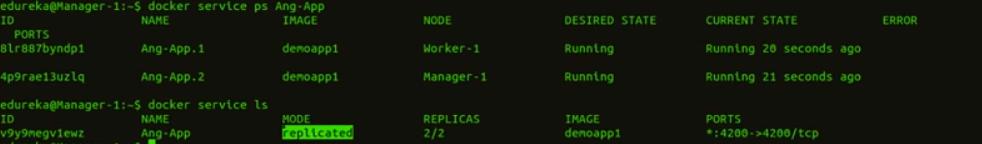 edureka@Manager-1:~$ docker service ps Ang-App
ID NAME IMAGE NODE DESIRED STATE CURRENT STATE ERROR
PORTS
8lr887byndp1 Ang-App.1 demoapp1 Worker-1 Running Running 20 seconds ago
4p9rae13uzlq Ang-App.2 demoapp1 Manager-1 Running Running 21 seconds ago
edureka@Manager-1:~$ docker service ls
ID NAME MODE REPLICAS IMAGE PORTS
v9y9megv1ewz Ang-App replicated 2/2 demoapp1 *:4200->4200/tcp